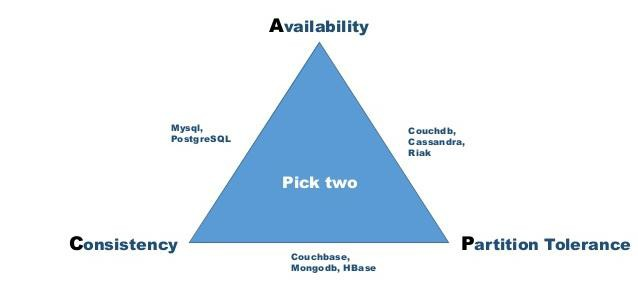 Availability
Mysql,
PostgreSQL
Couchdb,
Cassandra,
Riak
Pick two
Consistency
Partition Tolerance
Couchbase,
Mongodb, HBase